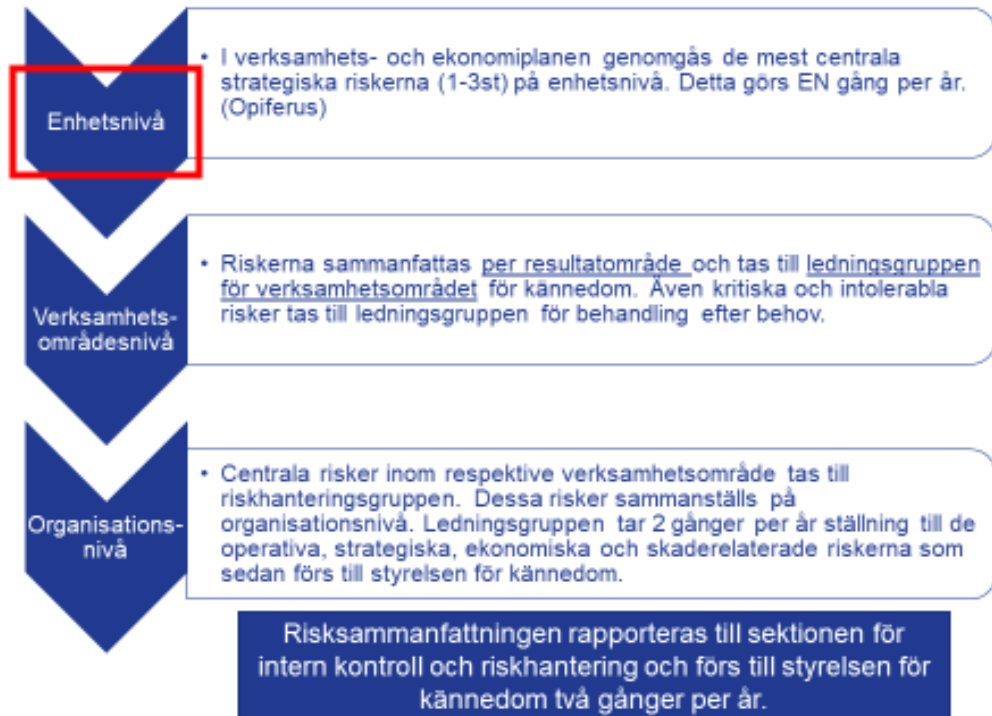 Enhetsnivå
• I verksamhets- och ekonomiplanen genomgås de mest centrala
strategiska riskerna (1-3st) på enhetsnivå. Detta görs EN gång per år.
(Opiferus)
Verksamhets-
områdesnivå
• Riskerna sammanfattas per resultatområde och tas till ledningsgruppen
för verksamhetsområdet för kännedom. Även kritiska och intolerabla
risker tas till ledningsgruppen för behandling efter behov.
Organisations-
nivå
• Centrala risker inom respektive verksamhetsområde tas till
riskhanteringsgruppen. Dessa risker sammanställs på
organisationsnivå. Ledningsgruppen tar 2 gånger per år ställning till de
operativa, strategiska, ekonomiska och skaderelaterade riskerna som
sedan förs till styrelsen för kännedom.
Risksammanfattningen rapporteras till sektionen för
intern kontroll och riskhantering och förs till styrelsen för
kännedom två gånger per år.